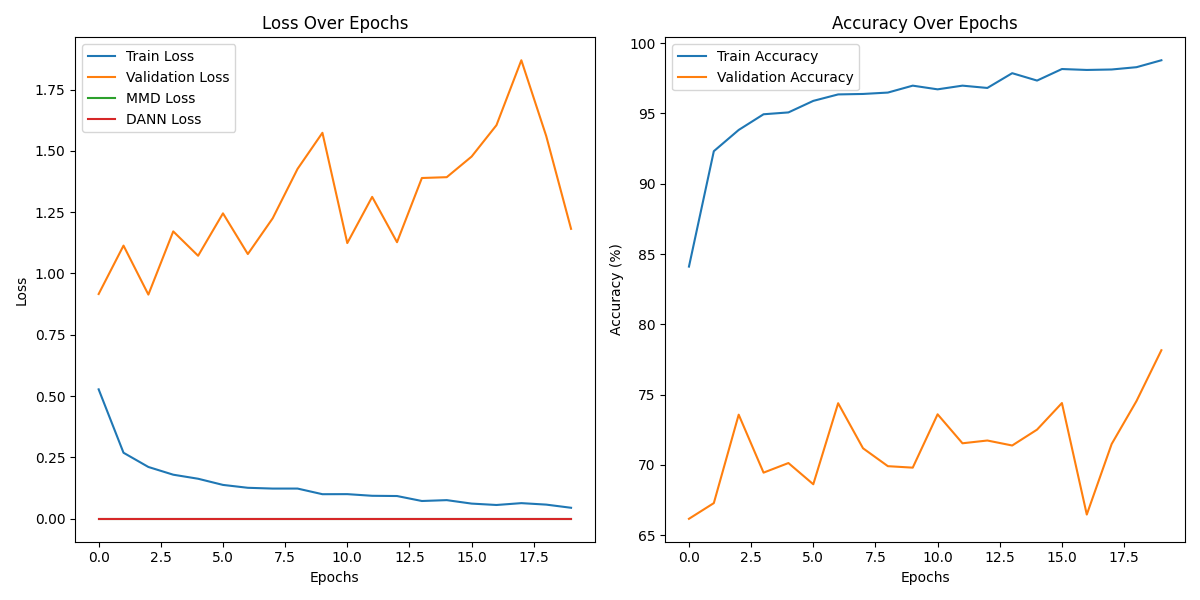 Loss Over Epochs
Train Loss
Validation Loss
MMD Loss
DANN Loss
1.75
1.50
1.25
1.00
0.75
0.50
0.25
0.00
Loss
0.0 2.5 5.0 7.5 10.0 12.5 15.0 17.5
Epochs
Accuracy Over Epochs
Train Accuracy
Validation Accuracy
100
95
90
85
80
75
70
65
Accuracy (%)
0.0 2.5 5.0 7.5 10.0 12.5 15.0 17.5
Epochs